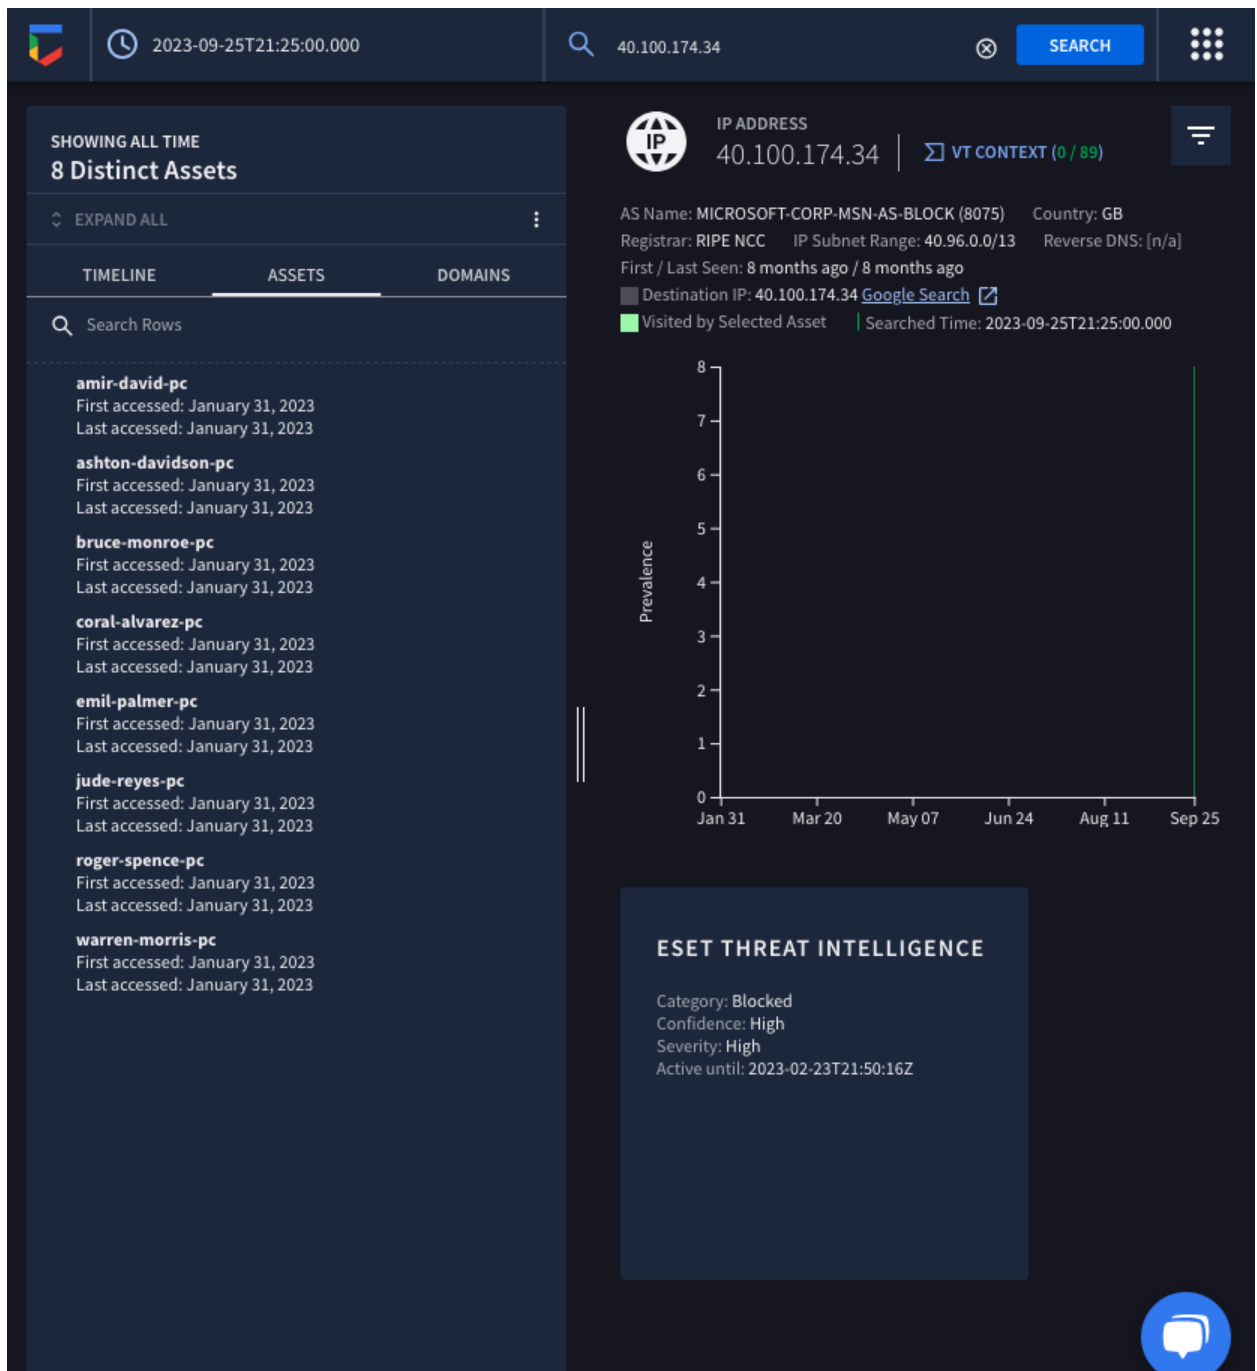 2023-09-25T21:25:00.000
40.100.174.34
SEARCH
SHOWING ALL TIME
8 Distinct Assets
EXPAND ALL
TIMELINE ASSETS DOMAINS
Search Rows
amir-david-pc
First accessed: January 31, 2023
Last accessed: January 31, 2023
ashton-davidson-pc
First accessed: January 31, 2023
Last accessed: January 31, 2023
bruce-monroe-pc
First accessed: January 31, 2023
Last accessed: January 31, 2023
coral-alvarez-pc
First accessed: January 31, 2023
Last accessed: January 31, 2023
emil-palmer-pc
First accessed: January 31, 2023
Last accessed: January 31, 2023
jude-reyes-pc
First accessed: January 31, 2023
Last accessed: January 31, 2023
roger-spence-pc
First accessed: January 31, 2023
Last accessed: January 31, 2023
warren-morris-pc
First accessed: January 31, 2023
Last accessed: January 31, 2023
IP
IP ADDRESS
40.100.174.34
VT CONTEXT (0 / 89)
AS Name: MICROSOFT-CORP-MSN-AS-BLOCK (8075) Country: GB
Registrar: RIPE NCC IP Subnet Range: 40.96.0.0/13 Reverse DNS: [n/a]
First / Last Seen: 8 months ago / 8 months ago
Destination IP: 40.100.174.34 Google Search
Visited by Selected Asset Searched Time: 2023-09-25T21:25:00.000
Prevalence
8
7
6
5
4
3
2
1
0
Jan 31 Mar 20 May 07 Jun 24 Aug 11 Sep 25
ESET THREAT INTELLIGENCE
Category: Blocked
Confidence: High
Severity: High
Active until: 2023-02-23T21:50:16Z